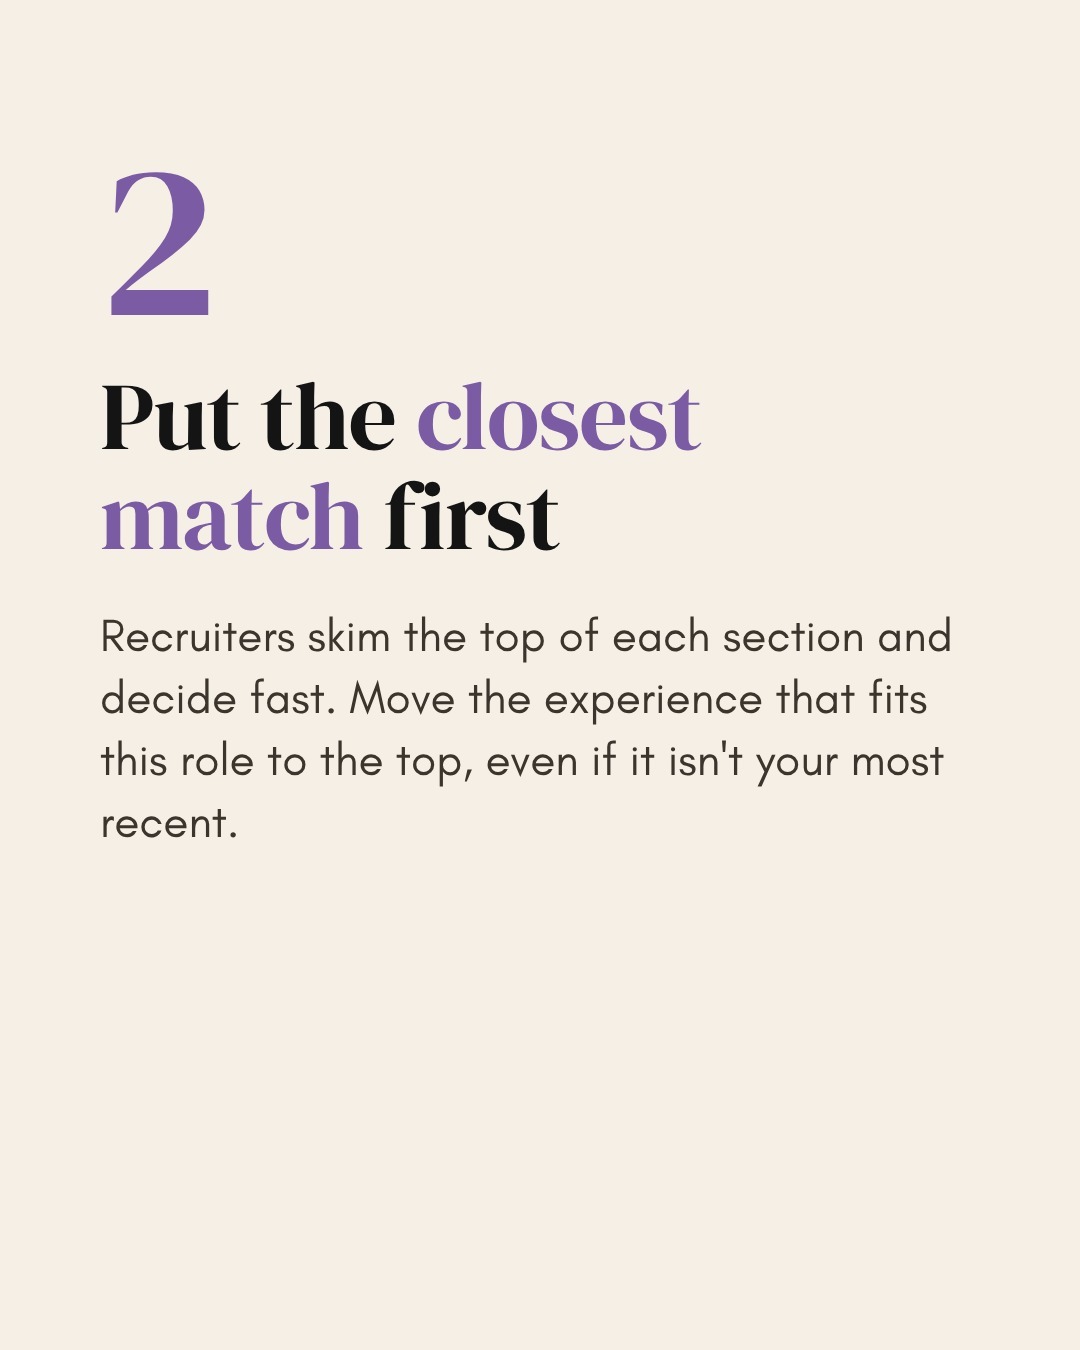 2
Put the closest
match first
Recruiters skim the top of each section and
decide fast. Move the experience that fits
this role to the top, even if it isn't your most
recent.